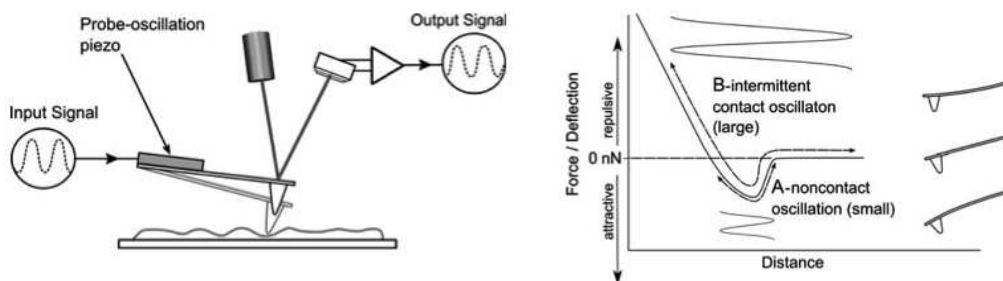 Probe-oscillation
piezo
Output Signal
Input Signal
Force / Deflection
repulsive
0 nN
attractive
B-intermittent
contact oscillaton
(large)
A-noncontact
oscillation (small)
Distance